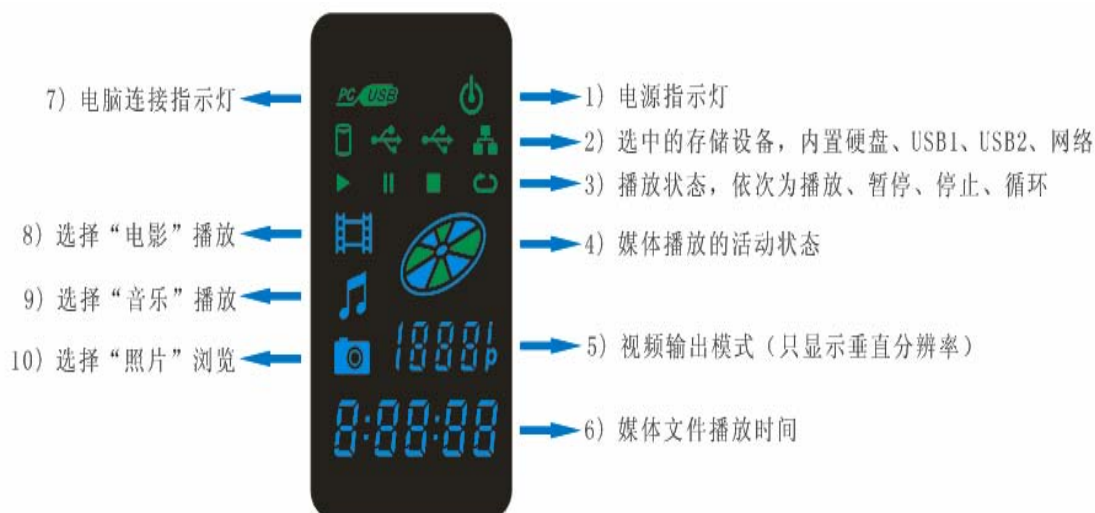 7）电脑连接指示灯
PC USB
1）电源指示灯
2）选中的存储设备，内置硬盘、USB1、USB2、网络
3）播放状态，依次为播放、暂停、停止、循环
8）选择“电影”播放
4）媒体播放的活动状态
9）选择“音乐”播放
1888ip
5）视频输出模式（只显示垂直分辨率）
10）选择“照片”浏览
8:88:88
6）媒体文件播放时间